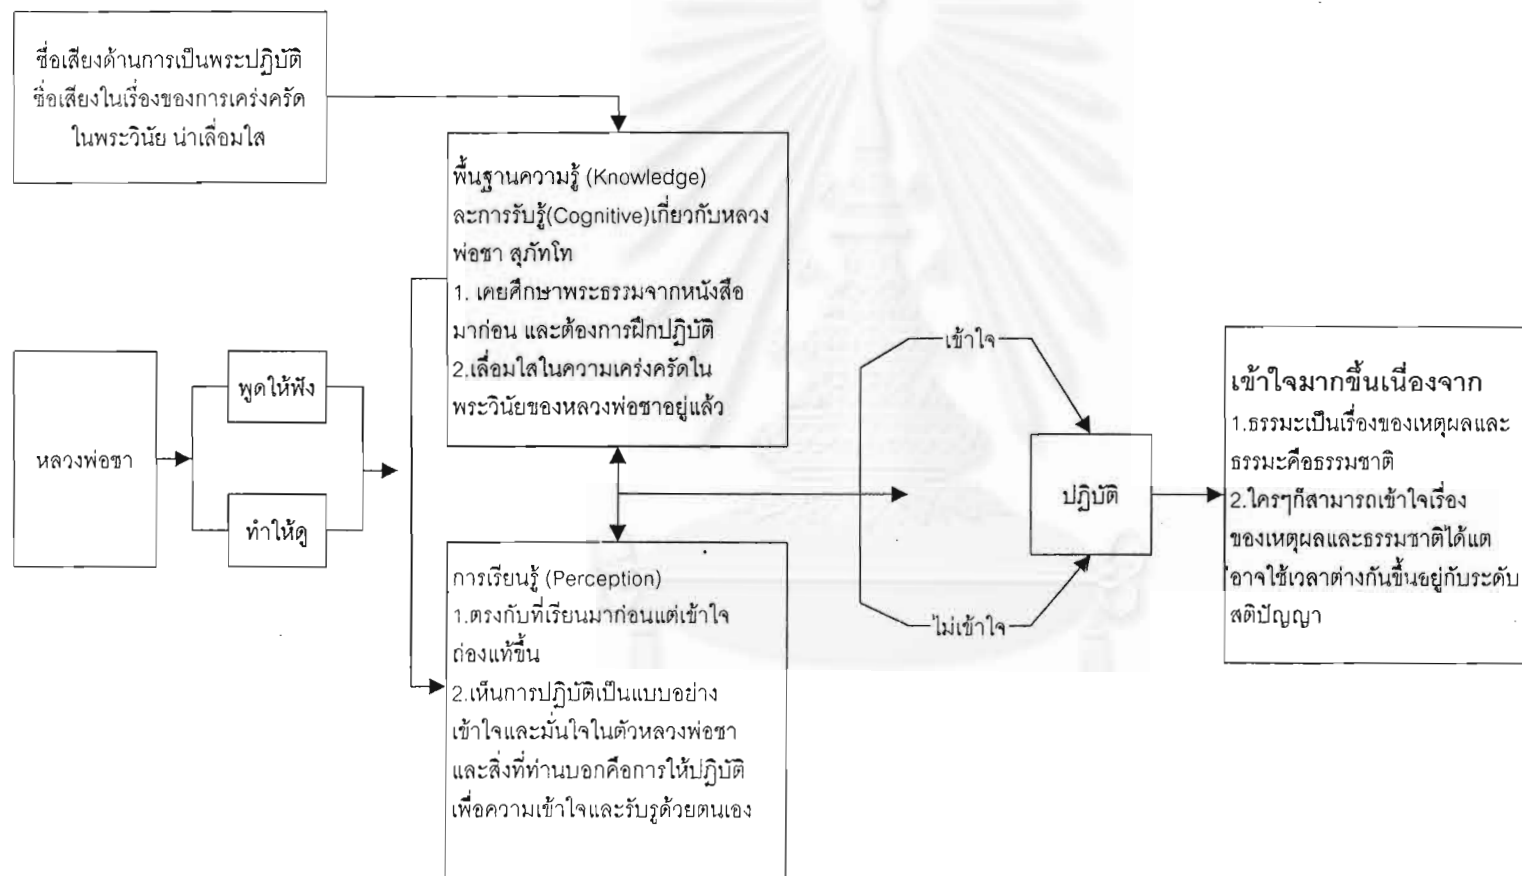 ชื่อเสียงด้านการเป็นพระปฏิบัติ
ชื่อเสียงในเรื่องของการเคร่งครัด
ในพระวินัย น่าเลื่อมใส
พื้นฐานความรู้ (Knowledge)
ละการรับรู้(Cognitive)เกี่ยวกับหลวง
พ่อชา สุภัทโท
1. เคยศึกษาพระธรรมจากหนังสือ
มาก่อน และต้องการฝึกปฏิบัติ
2.เลื่อมใสในความเคร่งครัดใน
พระวินัยของหลวงพ่อชาอยู่แล้ว
หลวงพ่อชา
พูดให้ฟัง
ทำให้ดู
การเรียนรู้ (Perception)
1.ตรงกับที่เรียนมาก่อนแต่เข้าใจ
ถ่องแท้ขึ้น
2.เห็นการปฏิบัติเป็นแบบอย่าง
เข้าใจและมั่นใจในตัวหลวงพ่อชา
และสิ่งที่ท่านบอกคือการให้ปฏิบัติ
เพื่อความเข้าใจและรับรูด้วยตนเอง
เข้าใจ
ไม่เข้าใจ
ปฏิบัติ
เข้าใจมากขึ้นเนื่องจาก
1.ธรรมะเป็นเรื่องของเหตุผลและ
ธรรมะคือธรรมชาติ
2.ใครๆก็สามารถเข้าใจเรื่อง
ของเหตุผลและธรรมชาติได้แต
่อาจใช้เวลาต่างกันขึ้นอยู่กับระดับ
สติปัญญา